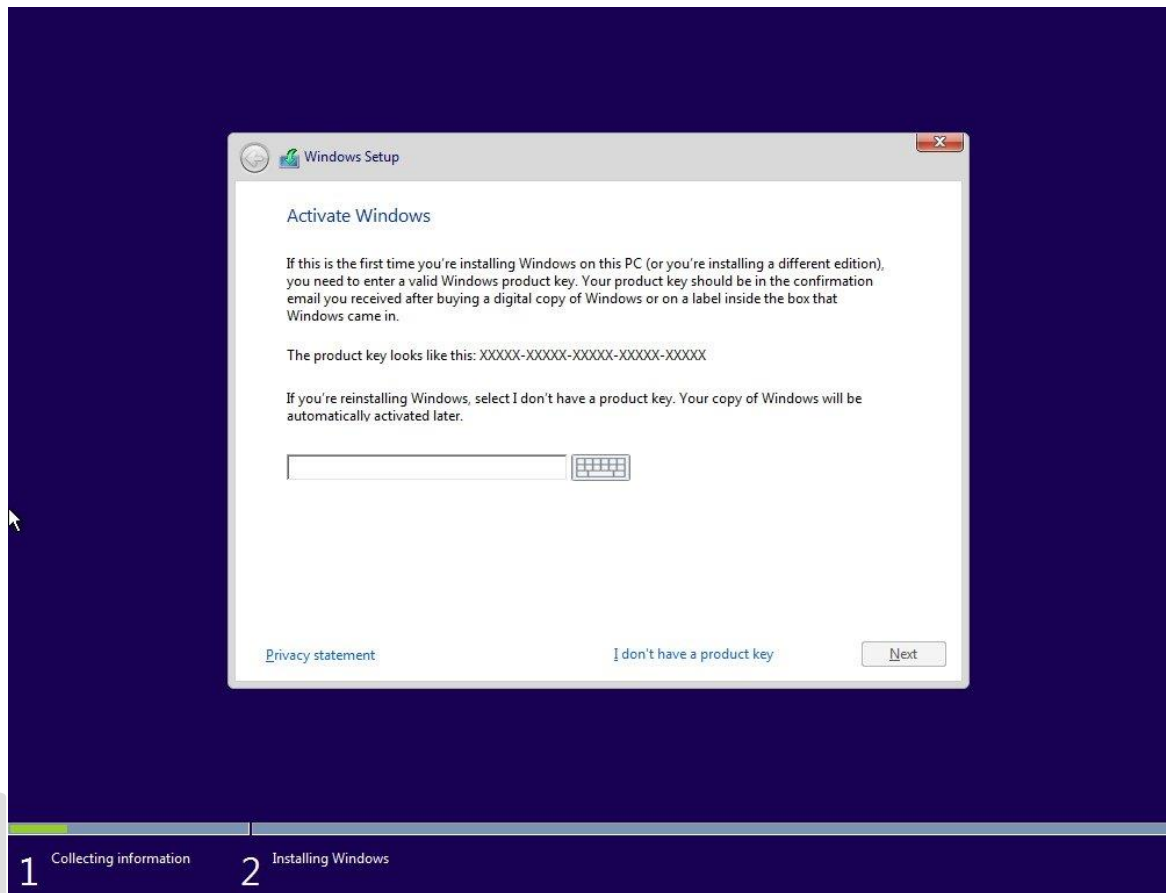 Windows Setup
Activate Windows
If this is the first time you're installing Windows on this PC (or you're installing a different edition),
you need to enter a valid Windows product key. Your product key should be in the confirmation
email you received after buying a digital copy of Windows or on a label inside the box that
Windows came in.
The product key looks like this: XXXXX-XXXXX-XXXXX-XXXXX-XXXXX
If you're reinstalling Windows, select I don't have a product key. Your copy of Windows will be
automatically activated later.
Privacy statement
I don't have a product key
Next
1 Collecting information
2 Installing Windows